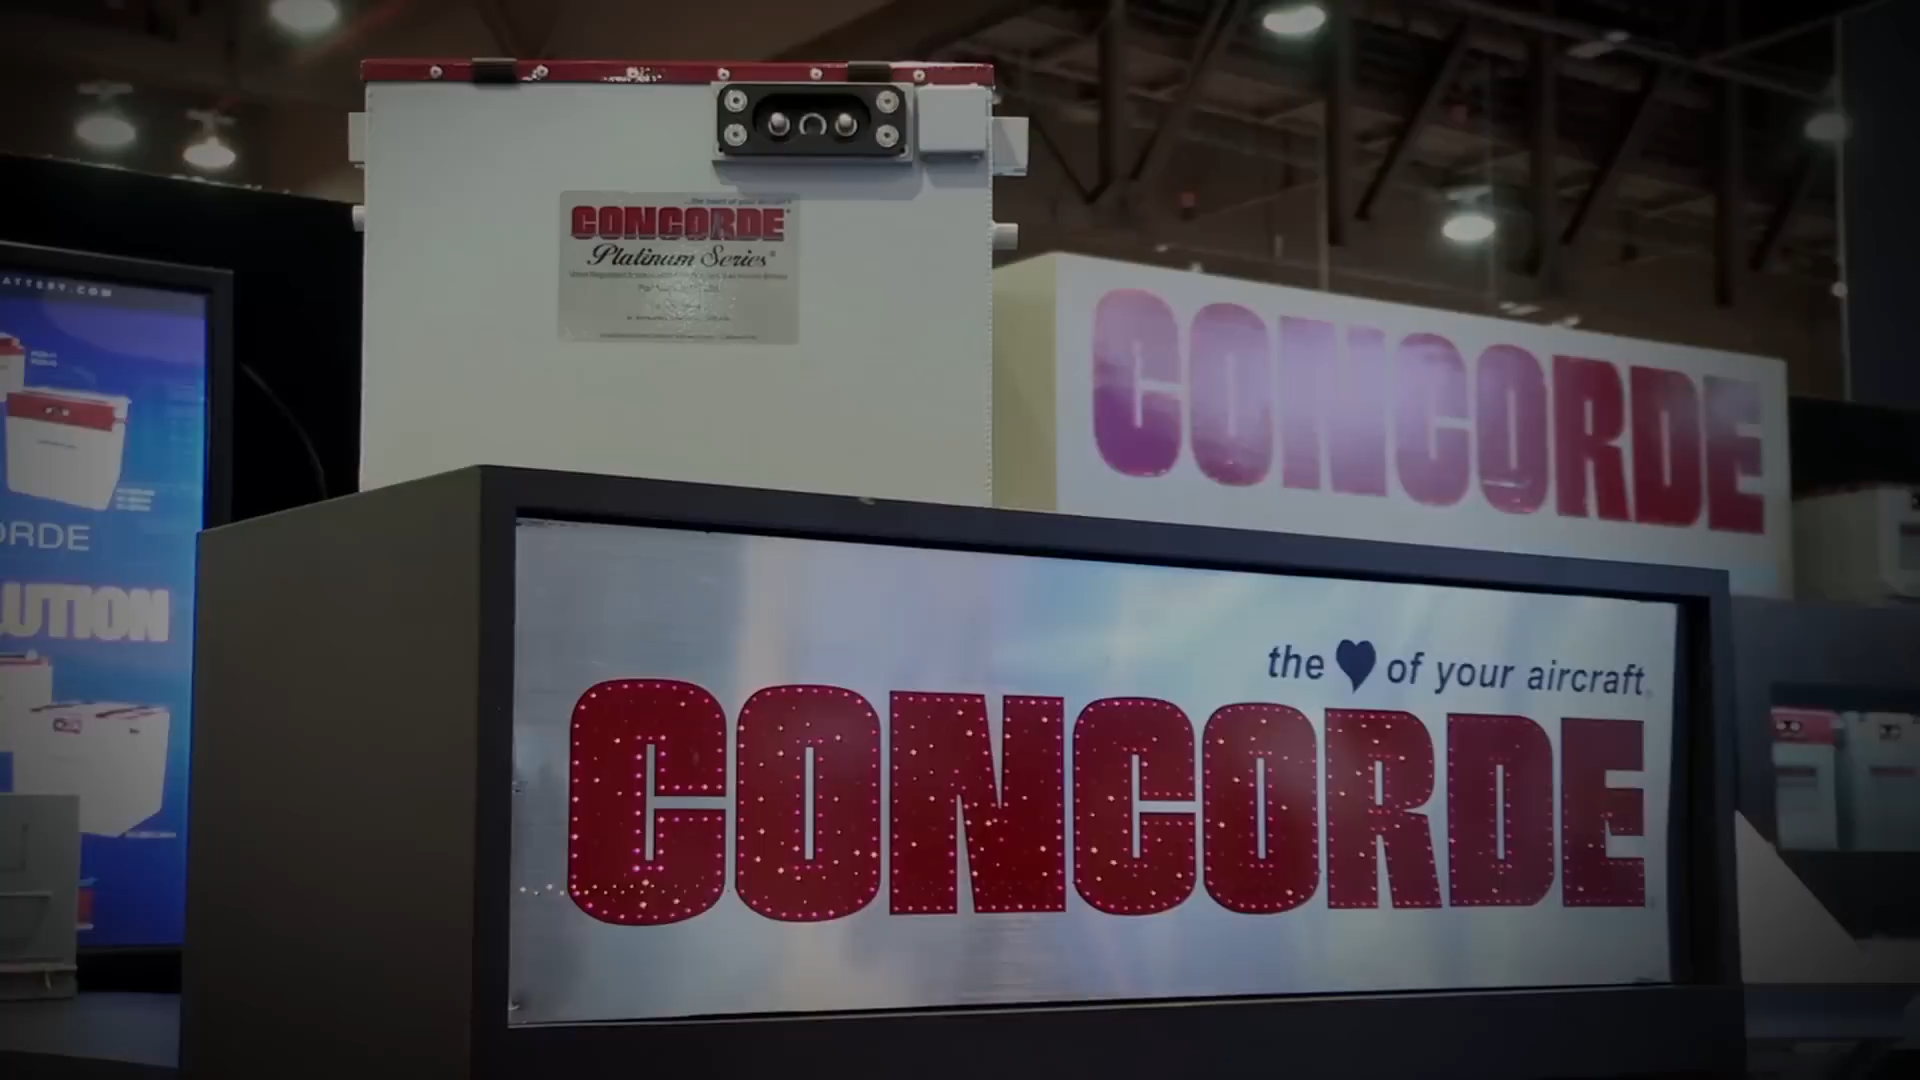 ...the heart of your aircraft®
CONCORDE®
Platinum Series®
CONCORDE
the ♥ of your aircraft®
CONCORDE
ATTERY.COM
ORDE
LUTION